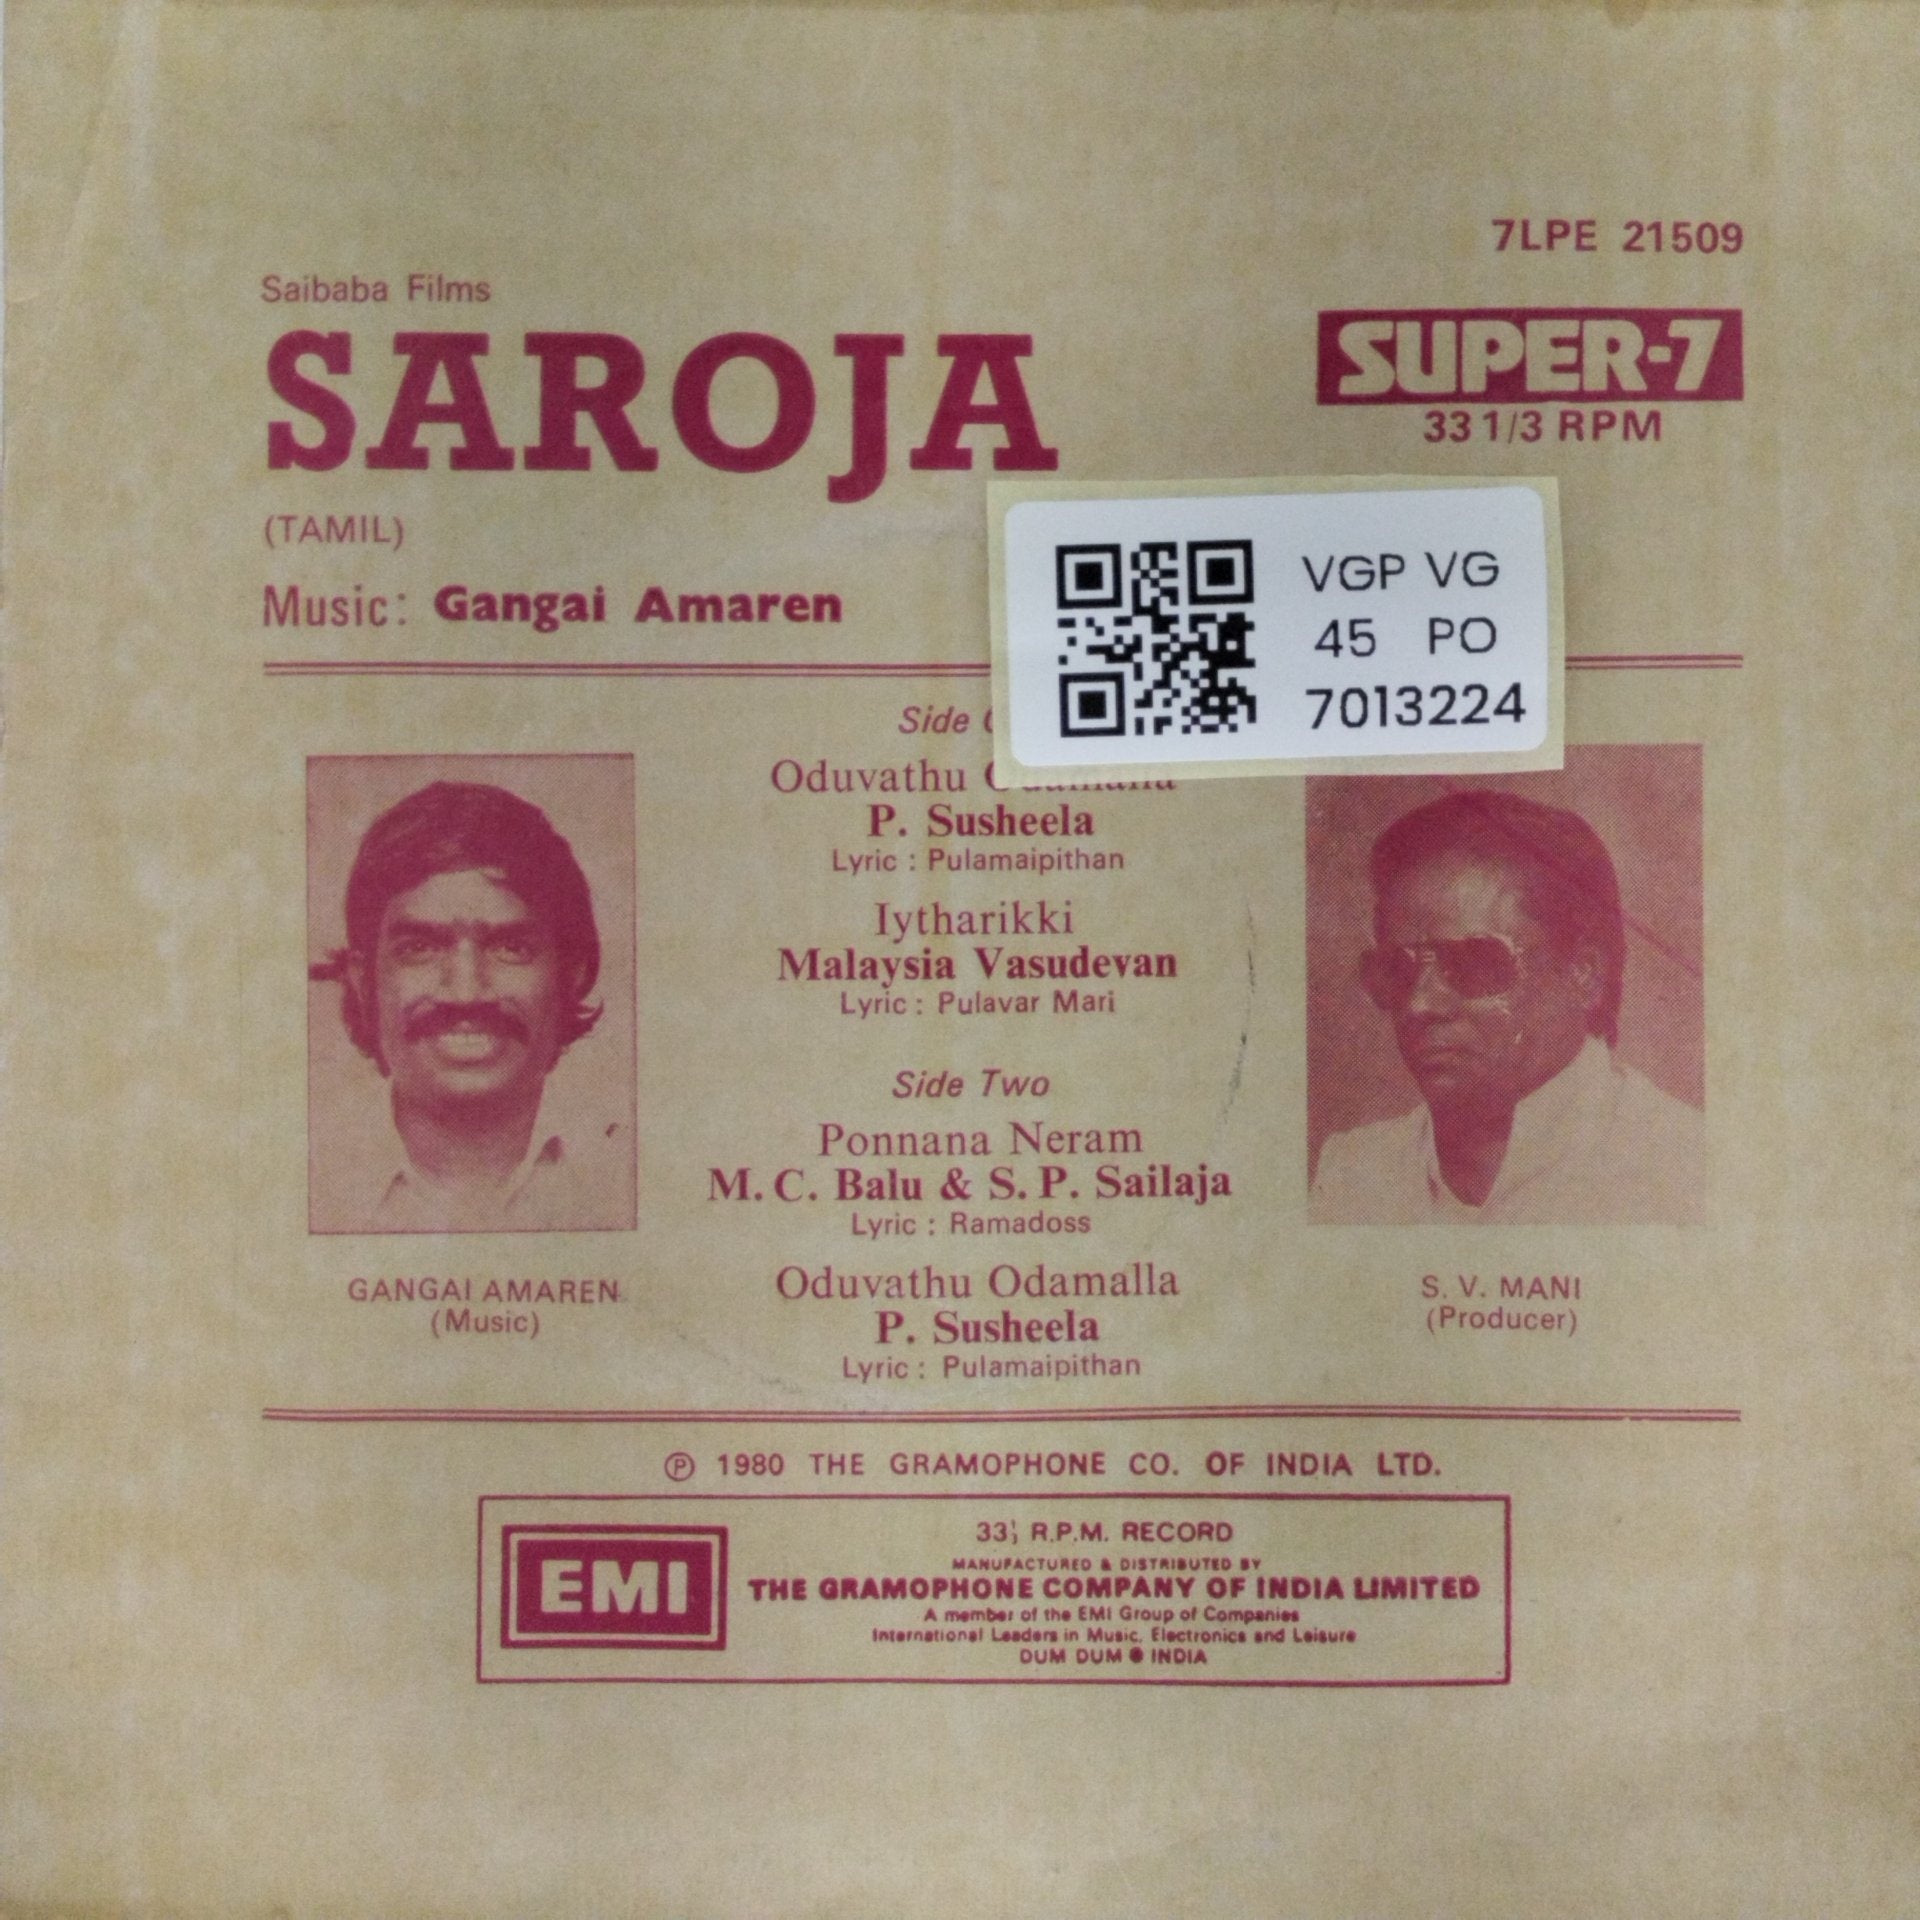 7LPE 21509
Saibaba Films
SAROJA
SUPER-7
33 1/3 RPM
(TAMIL)
Music: Gangai Amaren
VGP VG
45 PO
7013224
Side
Oduvathu
P. Susheela
Lyric : Pulamaipithan
Iytharikki
Malaysia Vasudevan
Lyric : Pulavar Mari
Side Two
Ponnana Neram
M. C. Balu & S. P. Sailaja
Lyric : Ramadoss
Oduvathu Odamalla
P. Susheela
Lyric : Pulamaipithan
GANGAI AMAREN
(Music)
S. V. MANI
(Producer)
℗ 1980 THE GRAMOPHONE CO. OF INDIA LTD.
EMI
33⅓ R.P.M. RECORD
MANUFACTURED & DISTRIBUTED BY
THE GRAMOPHONE COMPANY OF INDIA LIMITED
A member of the EMI Group of Companies
International Leaders in Music, Electronics and Leisure
DUM DUM ● INDIA